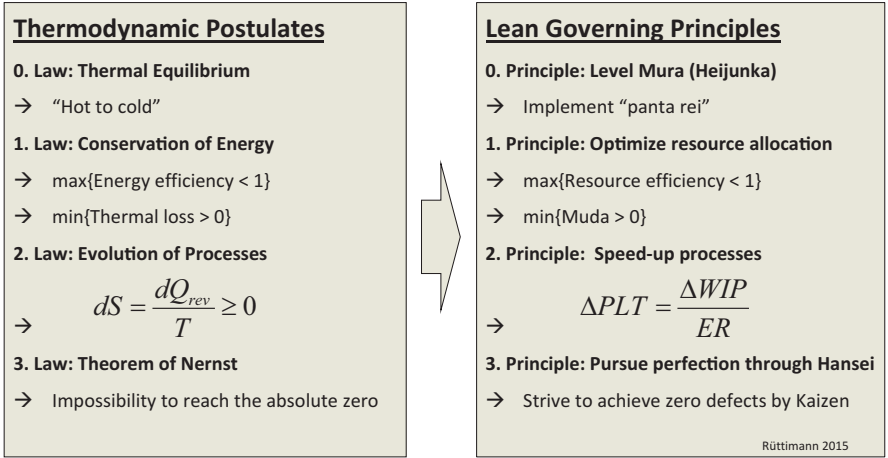 Thermodynamic Postulates
0. Law: Thermal Equilibrium
→ “Hot to cold”
1. Law: Conservation of Energy
→ max{Energy efficiency < 1}
→ min{Thermal loss > 0}
2. Law: Evolution of Processes
→ dS = dQ_rev / T ≥ 0
3. Law: Theorem of Nernst
→ Impossibility to reach the absolute zero
Lean Governing Principles
0. Principle: Level Mura (Heijunka)
→ Implement “panta rei”
1. Principle: Optimize resource allocation
→ max{Resource efficiency < 1}
→ min{Muda > 0}
2. Principle: Speed-up processes
→ ΔPLT = ΔWIP / ER
3. Principle: Pursue perfection through Hansei
→ Strive to achieve zero defects by Kaizen
Rüttimann 2015